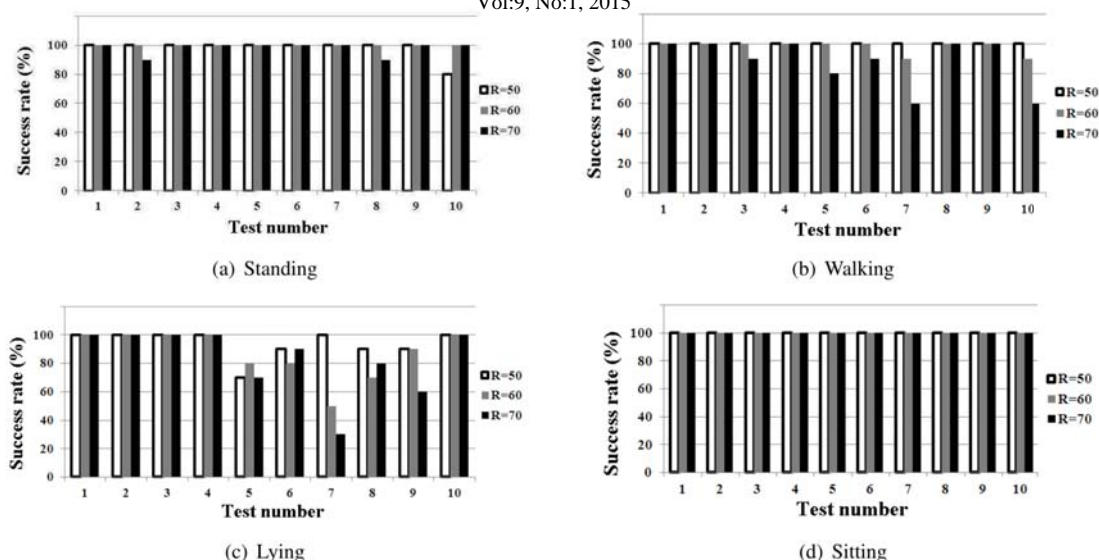 Vol:9, No:1, 2015
Success rate (%)
100
80
60
40
20
0
1 2 3 4 5 6 7 8 9 10
Test number
R=50
R=60
R=70
(a) Standing
Success rate (%)
100
80
60
40
20
0
1 2 3 4 5 6 7 8 9 10
Test number
R=50
R=60
R=70
(b) Walking
Success rate (%)
100
80
60
40
20
0
1 2 3 4 5 6 7 8 9 10
Test number
R=50
R=60
R=70
(c) Lying
Success rate (%)
100
80
60
40
20
0
1 2 3 4 5 6 7 8 9 10
Test number
R=50
R=60
R=70
(d) Sitting